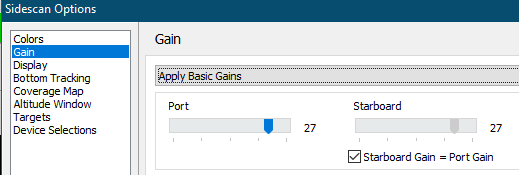 Sidescan Options
Colors
Gain
Display
Bottom Tracking
Coverage Map
Altitude Window
Targets
Device Selections
Gain
Apply Basic Gains
Port
27
Starboard
27
Starboard Gain = Port Gain